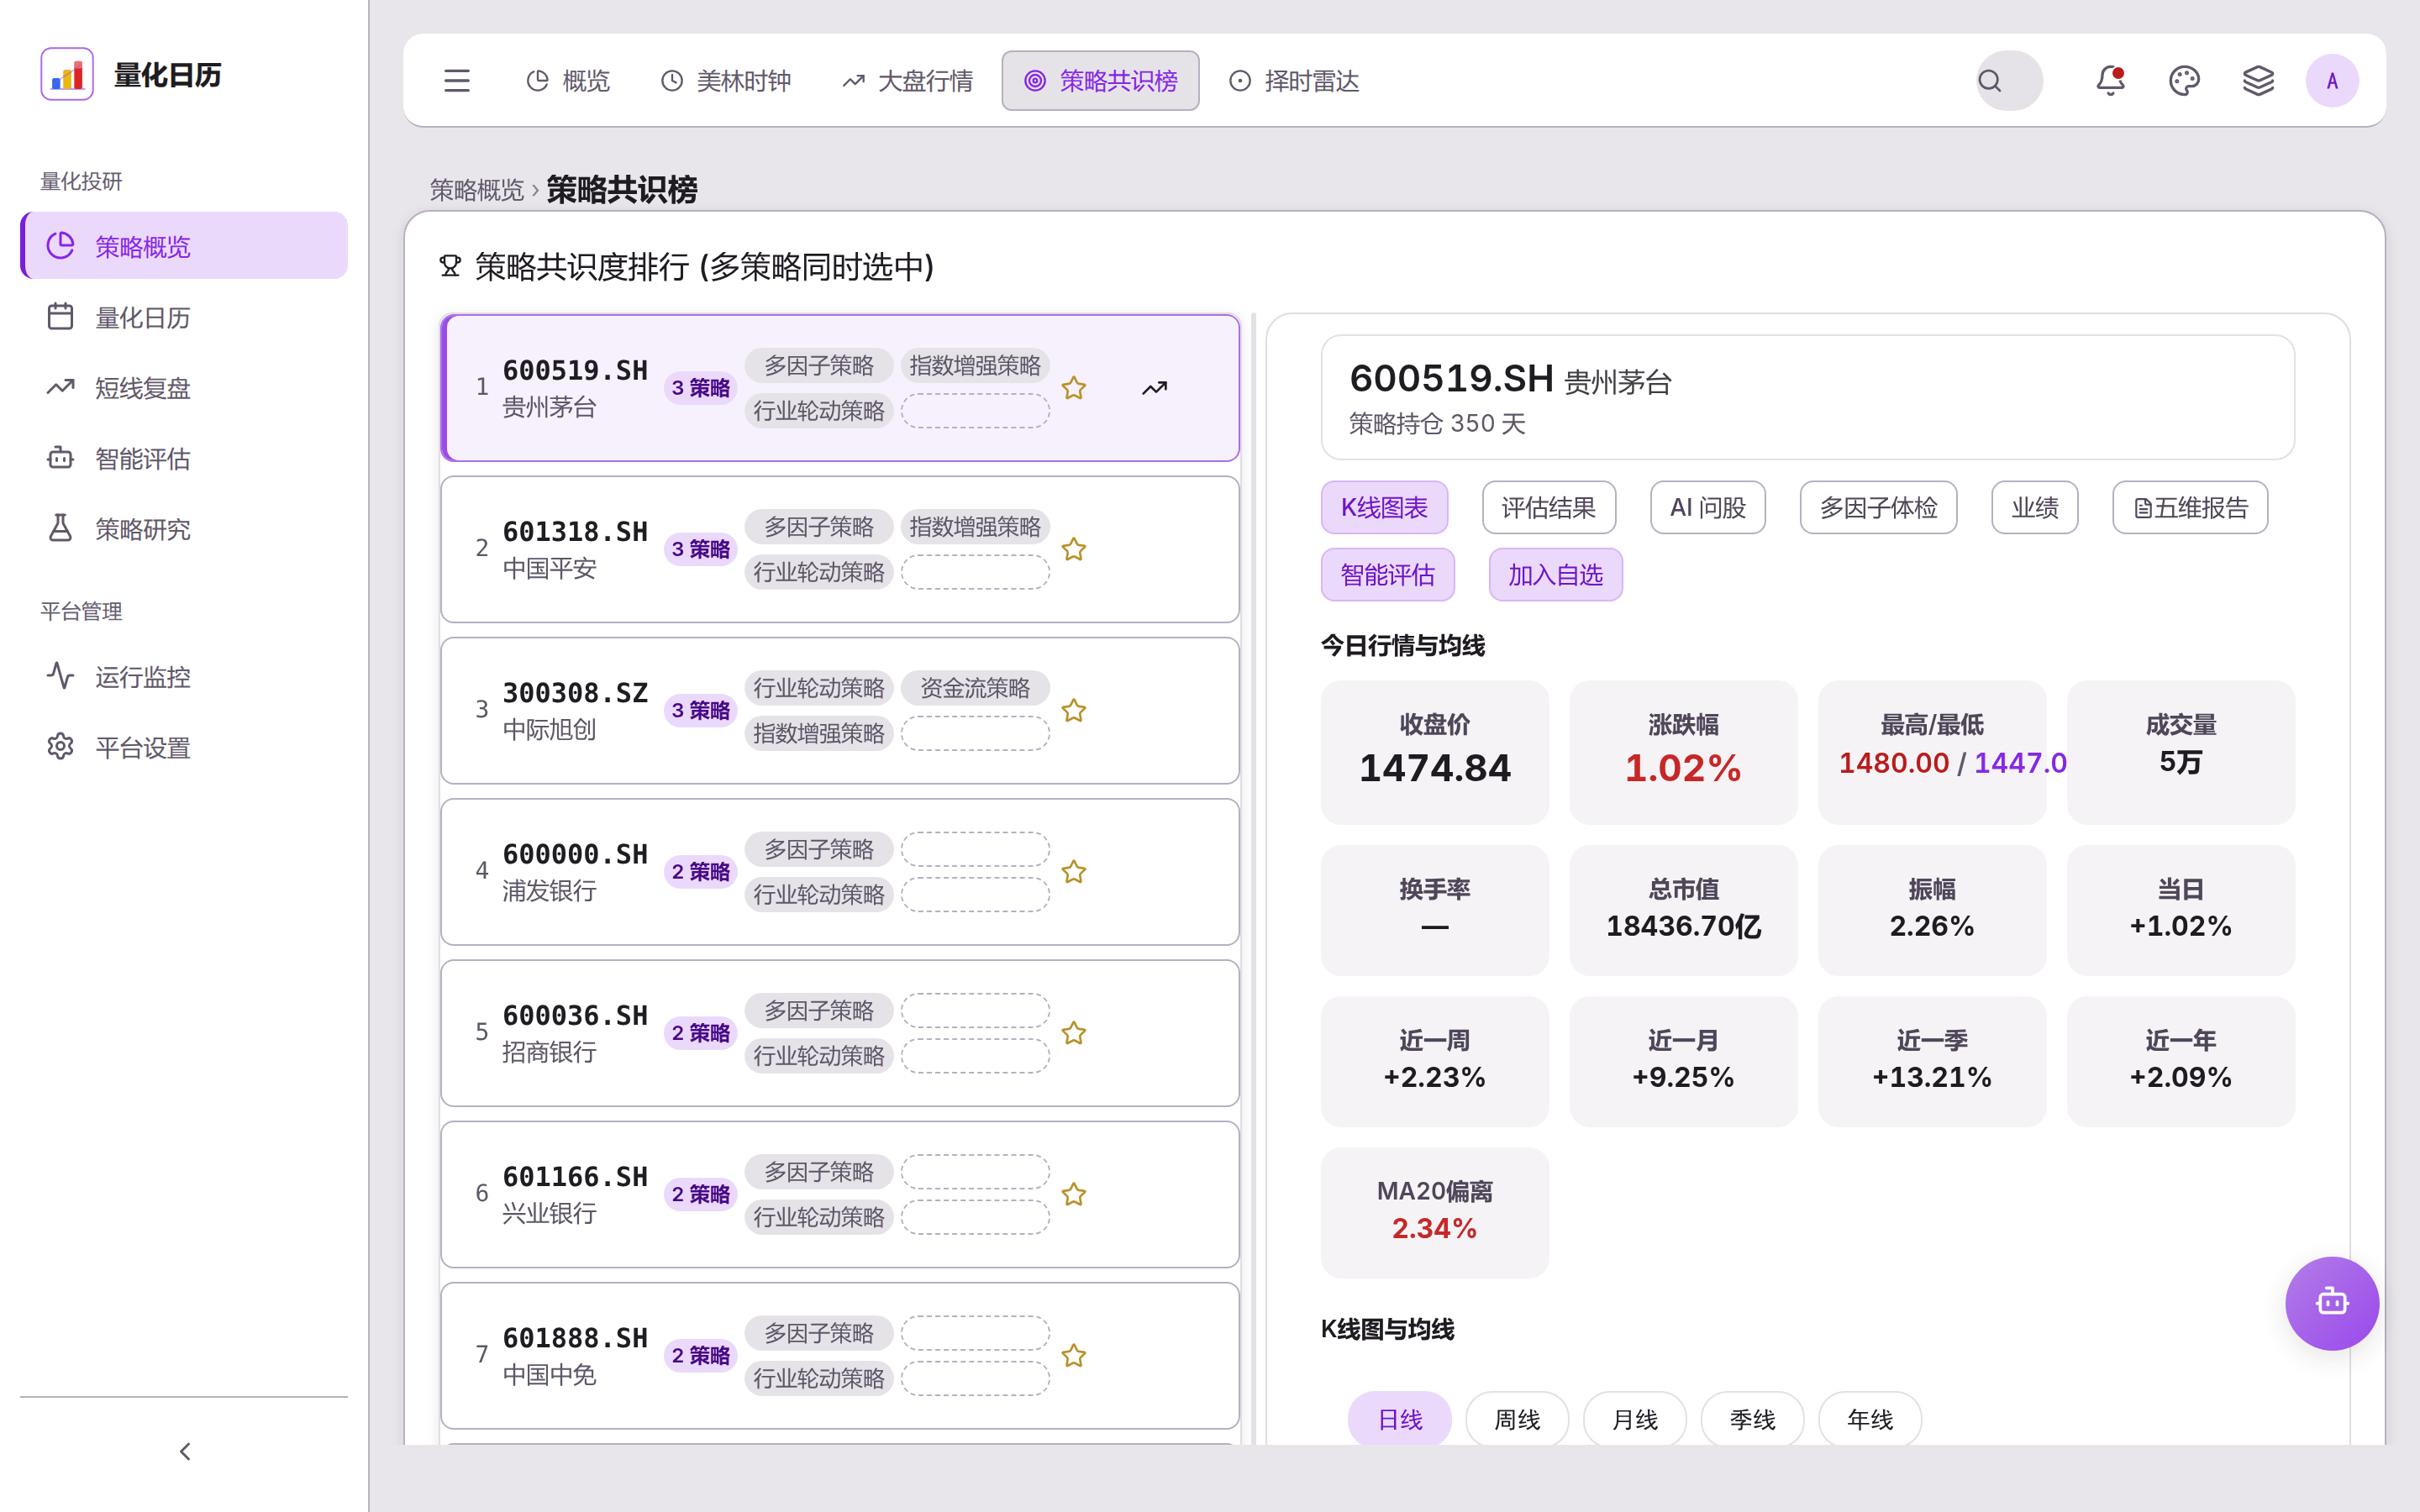 量化日历
量化投研
策略概览
量化日历
短线复盘
智能评估
策略研究
平台管理
运行监控
平台设置
概览
美林时钟
大盘行情
策略共识榜
择时雷达
A
策略概览 › 策略共识榜
策略共识度排行 (多策略同时选中)
1
600519.SH
贵州茅台
3 策略
多因子策略
指数增强策略
行业轮动策略
2
601318.SH
中国平安
3 策略
多因子策略
指数增强策略
行业轮动策略
3
300308.SZ
中际旭创
3 策略
行业轮动策略
资金流策略
指数增强策略
4
600000.SH
浦发银行
2 策略
多因子策略
行业轮动策略
5
600036.SH
招商银行
2 策略
多因子策略
行业轮动策略
6
601166.SH
兴业银行
2 策略
多因子策略
行业轮动策略
7
601888.SH
中国中免
2 策略
多因子策略
行业轮动策略
600519.SH 贵州茅台
策略持仓 350 天
K线图表
评估结果
AI 问股
多因子体检
业绩
五维报告
智能评估
加入自选
今日行情与均线
收盘价
1474.84
涨跌幅
1.02%
最高/最低
1480.00 / 1447.0
成交量
5万
换手率
—
总市值
18436.70亿
振幅
2.26%
当日
+1.02%
近一周
+2.23%
近一月
+9.25%
近一季
+13.21%
近一年
+2.09%
MA20偏离
2.34%
K线图与均线
日线
周线
月线
季线
年线